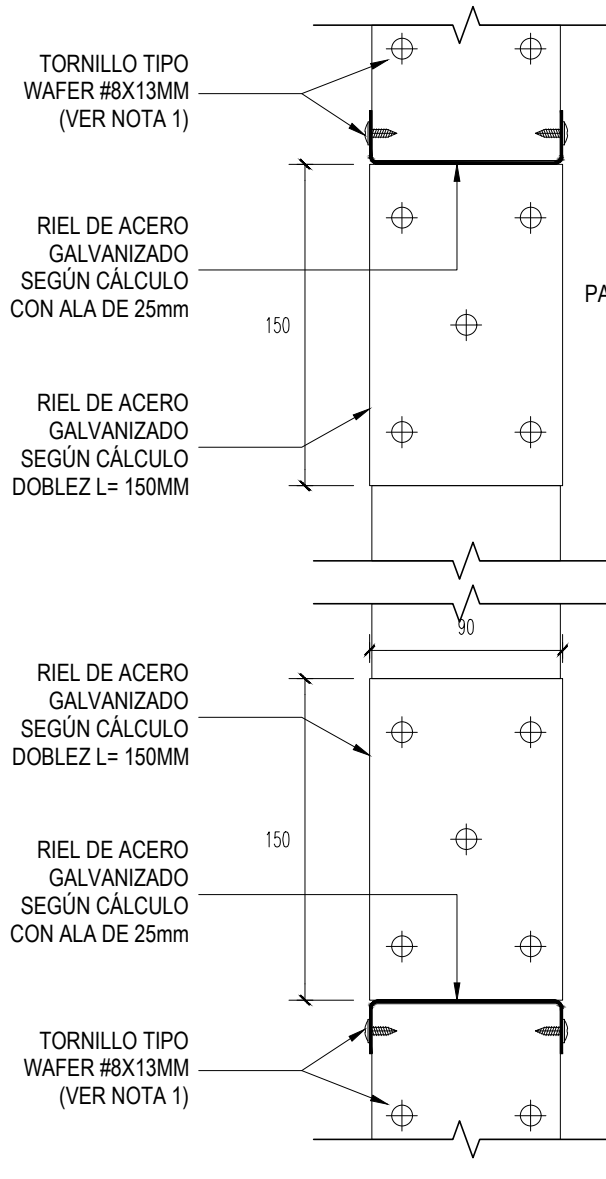 TORNILLO TIPO
WAFER #8X13MM
(VER NOTA 1)
RIEL DE ACERO
GALVANIZADO
SEGÚN CÁLCULO
CON ALA DE 25mm
PA
150
RIEL DE ACERO
GALVANIZADO
SEGÚN CÁLCULO
DOBLEZ L= 150MM
90
RIEL DE ACERO
GALVANIZADO
SEGÚN CÁLCULO
DOBLEZ L= 150MM
150
RIEL DE ACERO
GALVANIZADO
SEGÚN CÁLCULO
CON ALA DE 25mm
TORNILLO TIPO
WAFER #8X13MM
(VER NOTA 1)